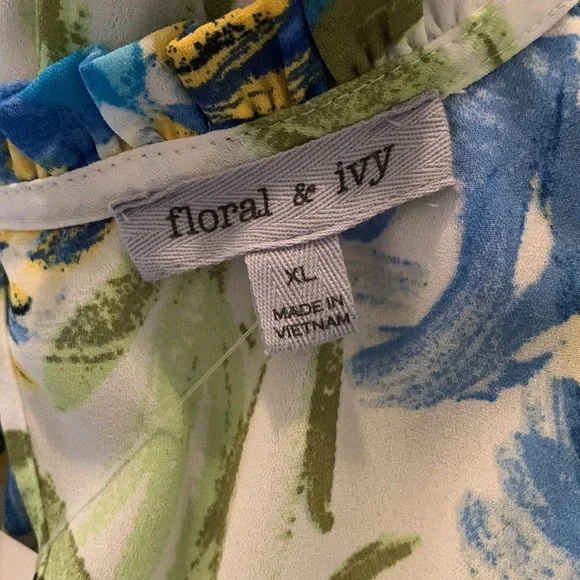 floral & ivy
XL
MADE IN
VIETNAM